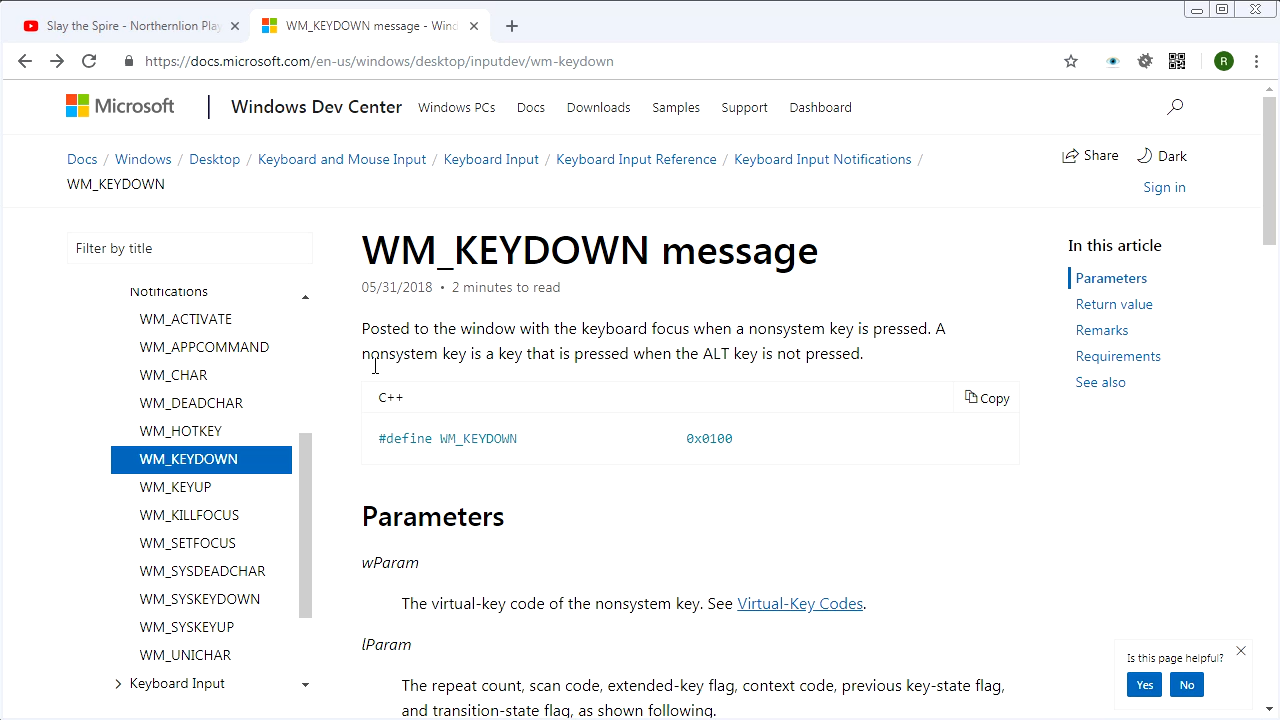 Slay the Spire - Northernlion Play
WM_KEYDOWN message - Wind
https://docs.microsoft.com/en-us/windows/desktop/inputdev/wm-keydown
R
Microsoft
Windows Dev Center
Windows PCs
Docs
Downloads
Samples
Support
Dashboard
Docs / Windows / Desktop / Keyboard and Mouse Input / Keyboard Input / Keyboard Input Reference / Keyboard Input Notifications /
WM_KEYDOWN
Share
Dark
Sign in
Filter by title
Notifications
WM_ACTIVATE
WM_APPCOMMAND
WM_CHAR
WM_DEADCHAR
WM_HOTKEY
WM_KEYDOWN
WM_KEYUP
WM_KILLFOCUS
WM_SETFOCUS
WM_SYSDEADCHAR
WM_SYSKEYDOWN
WM_SYSKEYUP
WM_UNICHAR
Keyboard Input
WM_KEYDOWN message
05/31/2018 • 2 minutes to read
Posted to the window with the keyboard focus when a nonsystem key is pressed. A
nonsystem key is a key that is pressed when the ALT key is not pressed.
C++
Copy
#define WM_KEYDOWN 0x0100
Parameters
wParam
The virtual-key code of the nonsystem key. See Virtual-Key Codes.
lParam
The repeat count, scan code, extended-key flag, context code, previous key-state flag,
and transition-state flag, as shown following.
In this article
Parameters
Return value
Remarks
Requirements
See also
Is this page helpful?
Yes
No